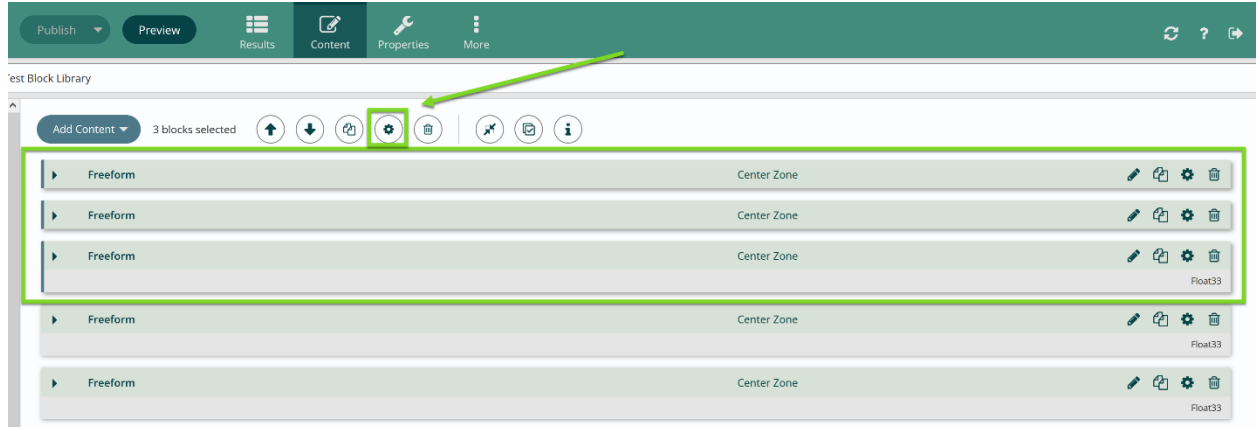 Publish Preview Results Content Properties More ?
Test Block Library
Add Content 3 blocks selected
Freeform Center Zone
Freeform Center Zone
Freeform Center Zone
Float33
Freeform Center Zone
Float33
Freeform Center Zone
Float33